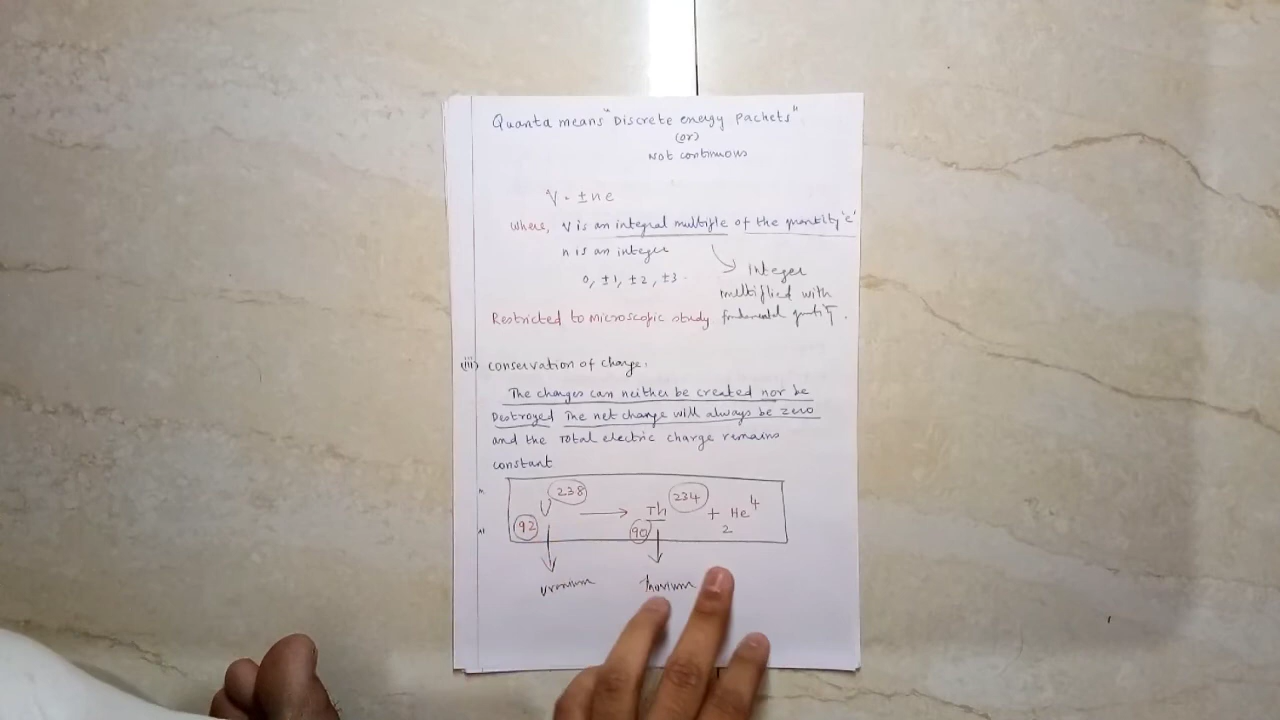 Quanta means "Discrete energy Packets"
(or)
Not continuous
V = ±ne
Where, V is an integral multiple of the quantity 'e'
n is an integer
0, ±1, ±2, ±3.
Integer
multiplied with
fundamental quantity.
Restricted to microscopic study
(iii) conservation of charge:
The charges can neither be created nor be
Destroyed The net charge will always be zero
and the Total electric charge remains
constant
92 U 238 → 90 Th 234 + 2 He 4
Uranium
Thorium